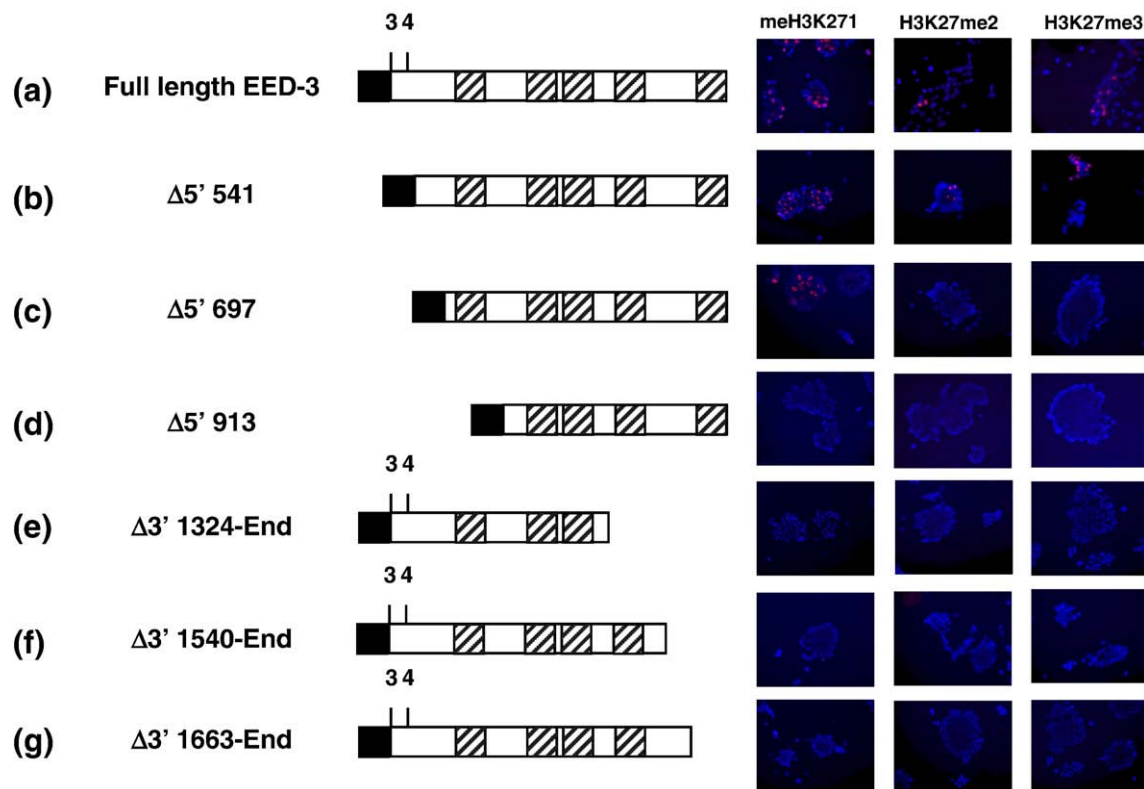 meH3K271 H3K27me2 H3K27me3
3 4
(a) Full length EED-3
(b) Δ5' 541
(c) Δ5' 697
(d) Δ5' 913
3 4
(e) Δ3' 1324-End
3 4
(f) Δ3' 1540-End
3 4
(g) Δ3' 1663-End